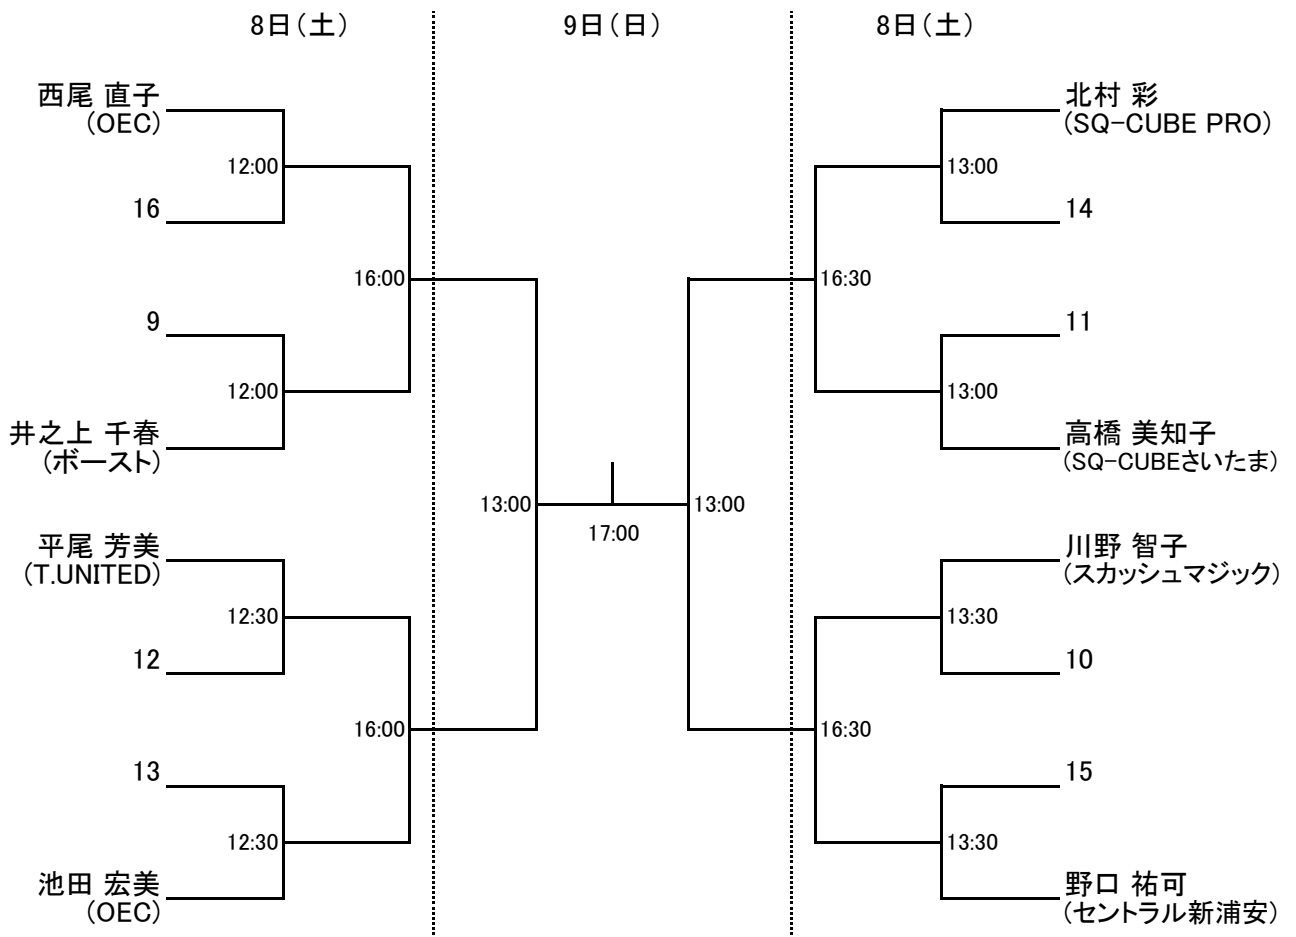 8日（土）
9日（日）
8日（土）
西尾 直子
(OEC)
12:00
16
16:00
9
12:00
井之上 千春
(ボースト)
平尾 芳美
(T.UNITED)
12:30
12
16:00
13
12:30
池田 宏美
(OEC)
13:00
17:00
13:00
北村 彩
(SQ-CUBE PRO)
13:00
14
16:30
11
13:00
高橋 美知子
(SQ-CUBEさいたま)
川野 智子
(スカッシュマジック)
13:30
10
16:30
15
13:30
野口 祐可
(セントラル新浦安)